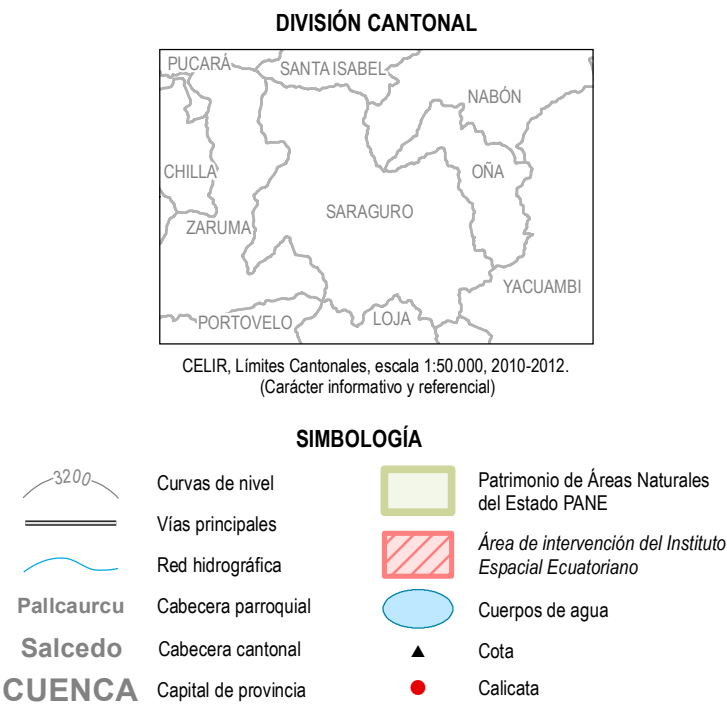 DIVISIÓN CANTONAL
PUCARÁ
SANTA ISABEL
NABÓN
CHILLA
OÑA
SARAGURO
ZARUMA
YACUAMBI
PORTOVELO
LOJA
CELIR, Límites Cantonales, escala 1:50.000, 2010-2012.
(Carácter informativo y referencial)
SIMBOLOGÍA
3200
Curvas de nivel
Vías principales
Red hidrográfica
Pallcaurcu
Cabecera parroquial
Salcedo
Cabecera cantonal
CUENCA
Capital de provincia
Patrimonio de Áreas Naturales
del Estado PANE
Área de intervención del Instituto
Espacial Ecuatoriano
Cuerpos de agua
Cota
Calicata